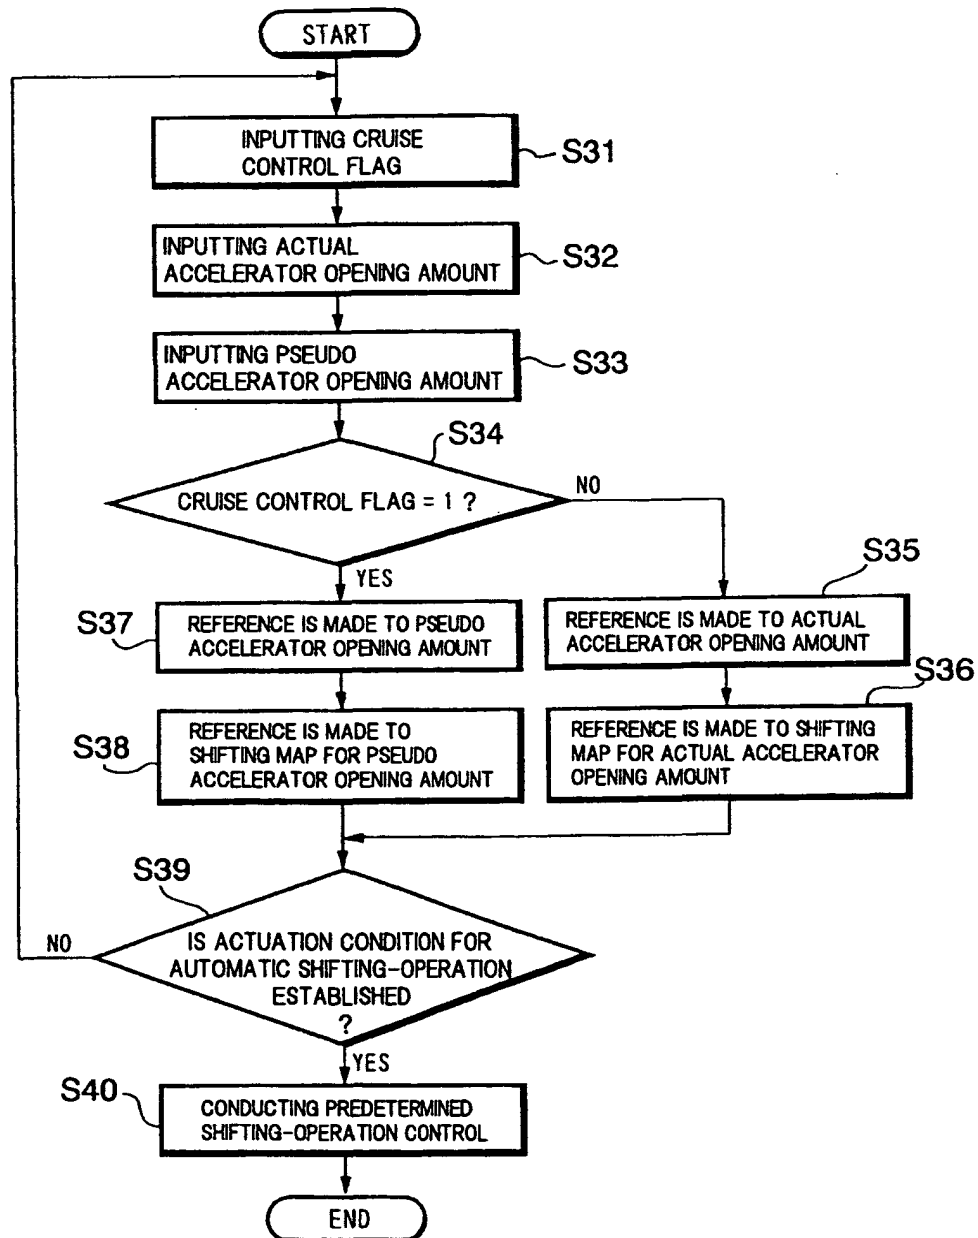 START
INPUTTING CRUISE
CONTROL FLAG
S31
INPUTTING ACTUAL
ACCELERATOR OPENING AMOUNT
S32
INPUTTING PSEUDO
ACCELERATOR OPENING AMOUNT
S33
S34
CRUISE CONTROL FLAG = 1 ?
NO
YES
S35
REFERENCE IS MADE TO ACTUAL
ACCELERATOR OPENING AMOUNT
S36
REFERENCE IS MADE TO SHIFTING
MAP FOR ACTUAL ACCELERATOR
OPENING AMOUNT
S37
REFERENCE IS MADE TO PSEUDO
ACCELERATOR OPENING AMOUNT
S38
REFERENCE IS MADE TO
SHIFTING MAP FOR PSEUDO
ACCELERATOR OPENING AMOUNT
S39
NO
IS ACTUATION CONDITION FOR
AUTOMATIC SHIFTING-OPERATION
ESTABLISHED
?
YES
S40
CONDUCTING PREDETERMINED
SHIFTING-OPERATION CONTROL
END